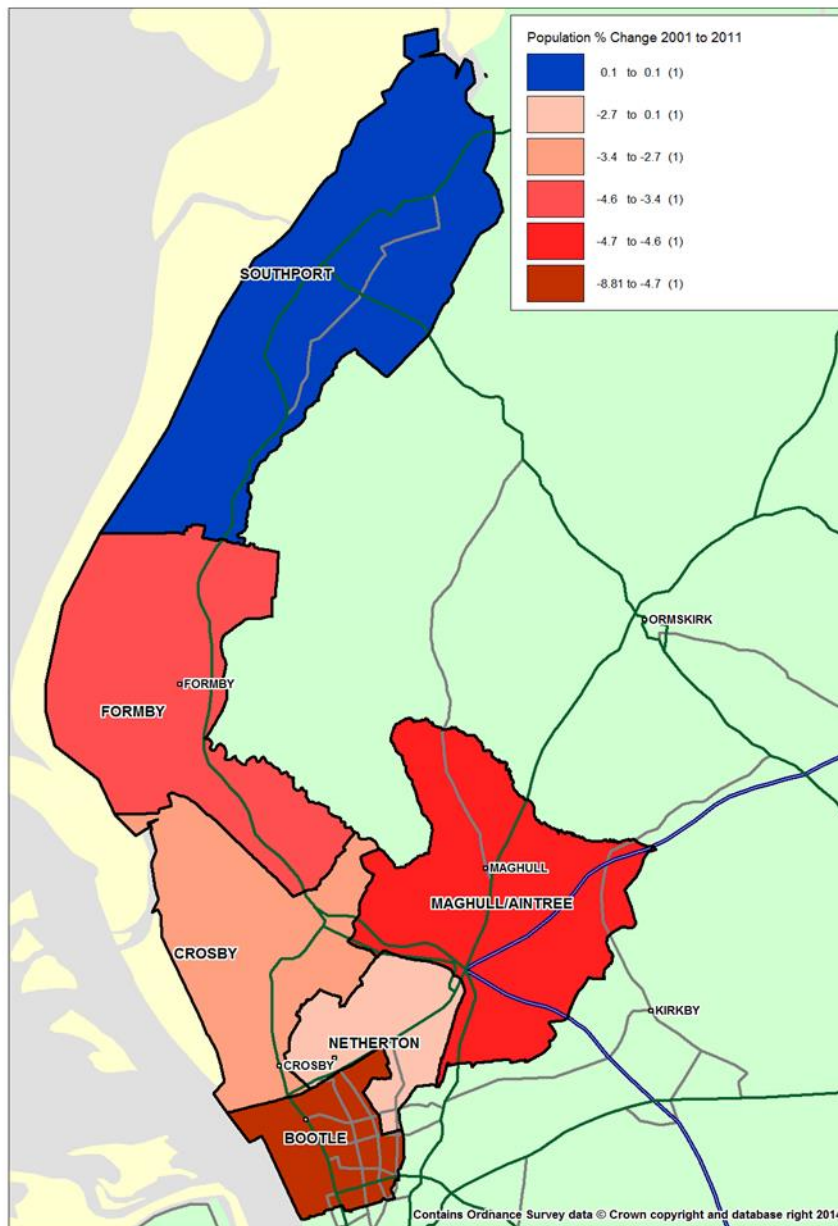 Population % Change 2001 to 2011
0.1 to 0.1 (1)
-2.7 to 0.1 (1)
-3.4 to -2.7 (1)
-4.6 to -3.4 (1)
-4.7 to -4.6 (1)
-8.81 to -4.7 (1)
SOUTHPORT
ORMSKIRK
FORMBY
FORMBY
MAGHULL
MAGHULL/AINTREE
CROSBY
KIRKBY
NETHERTON
CROSBY
BOOTLE
Contains Ordnance Survey data © Crown copyright and database right 201